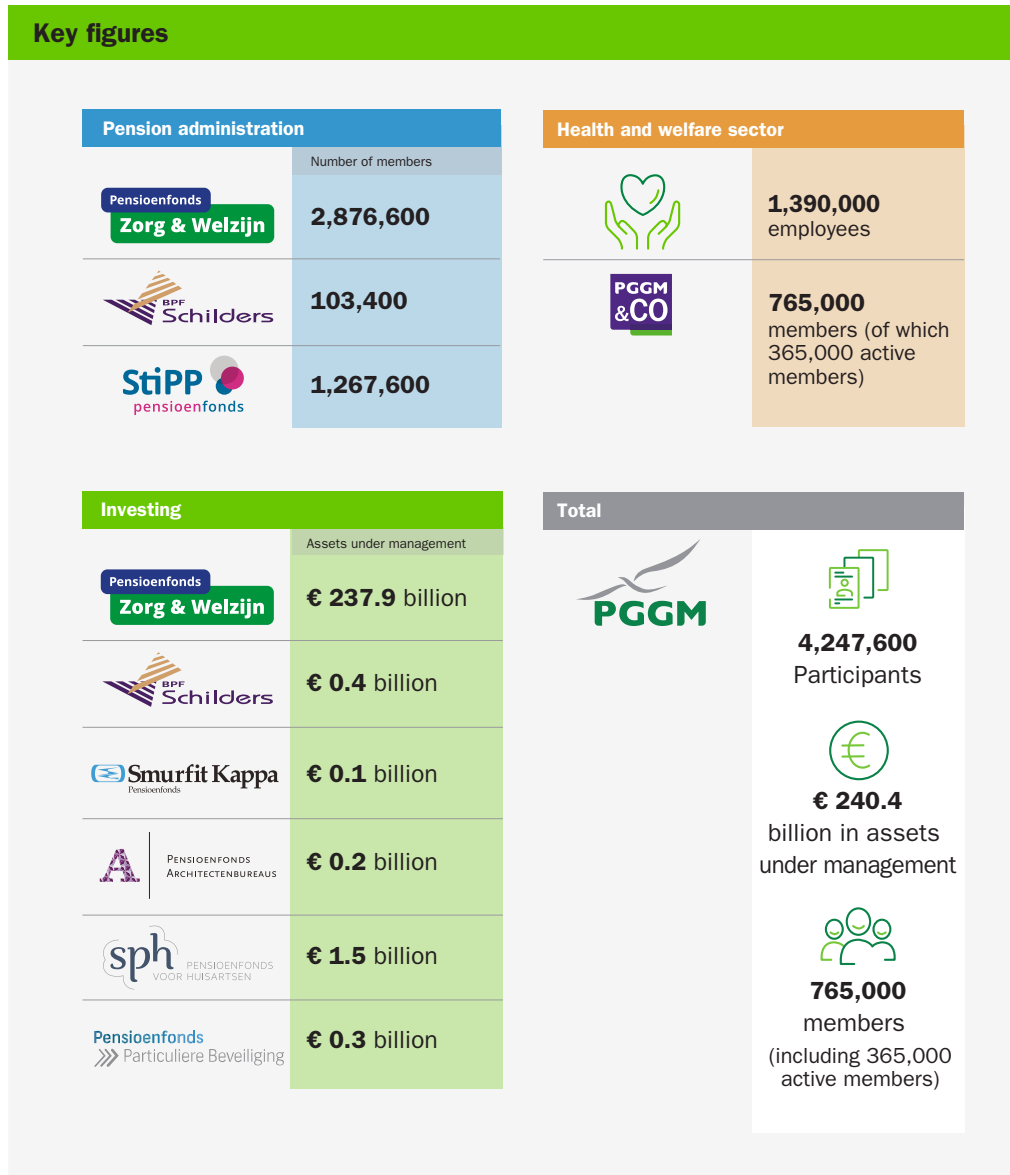 Key figures
Pension administration
Number of members
Pensioenfonds
Zorg & Welzijn
2,876,600
BPF
Schilders
103,400
StiPP
pensioenfonds
1,267,600
Health and welfare sector
1,390,000
employees
PGGM
&CO
765,000
members (of which
365,000 active
members)
Investing
Assets under management
Pensioenfonds
Zorg & Welzijn
€ 237.9 billion
BPF
Schilders
€ 0.4 billion
Smurfit Kappa
Pensioenfonds
€ 0.1 billion
A
PENSIOENFONDS
ARCHITECTENBUREAUS
€ 0.2 billion
sph
PENSIOENFONDS
VOOR HUISARTSEN
€ 1.5 billion
Pensioenfonds
Particuliere Beveiliging
€ 0.3 billion
Total
PGGM
4,247,600
Participants
€
€ 240.4
billion in assets
under management
765,000
members
(including 365,000
active members)